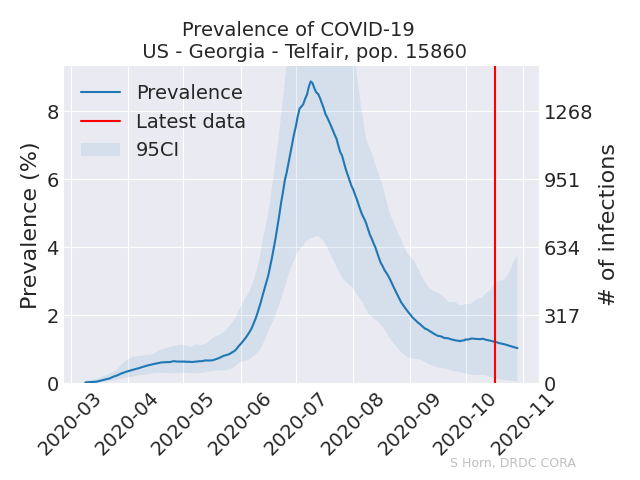 Prevalence of COVID-19
US - Georgia - Telfair, pop. 15860
Prevalence
Latest data
95CI
Prevalence (%)
8
6
4
2
0
1268
951
634
317
0
# of infections
2020-03
2020-04
2020-05
2020-06
2020-07
2020-08
2020-09
2020-10
2020-11
S Horn, DRDC CORA